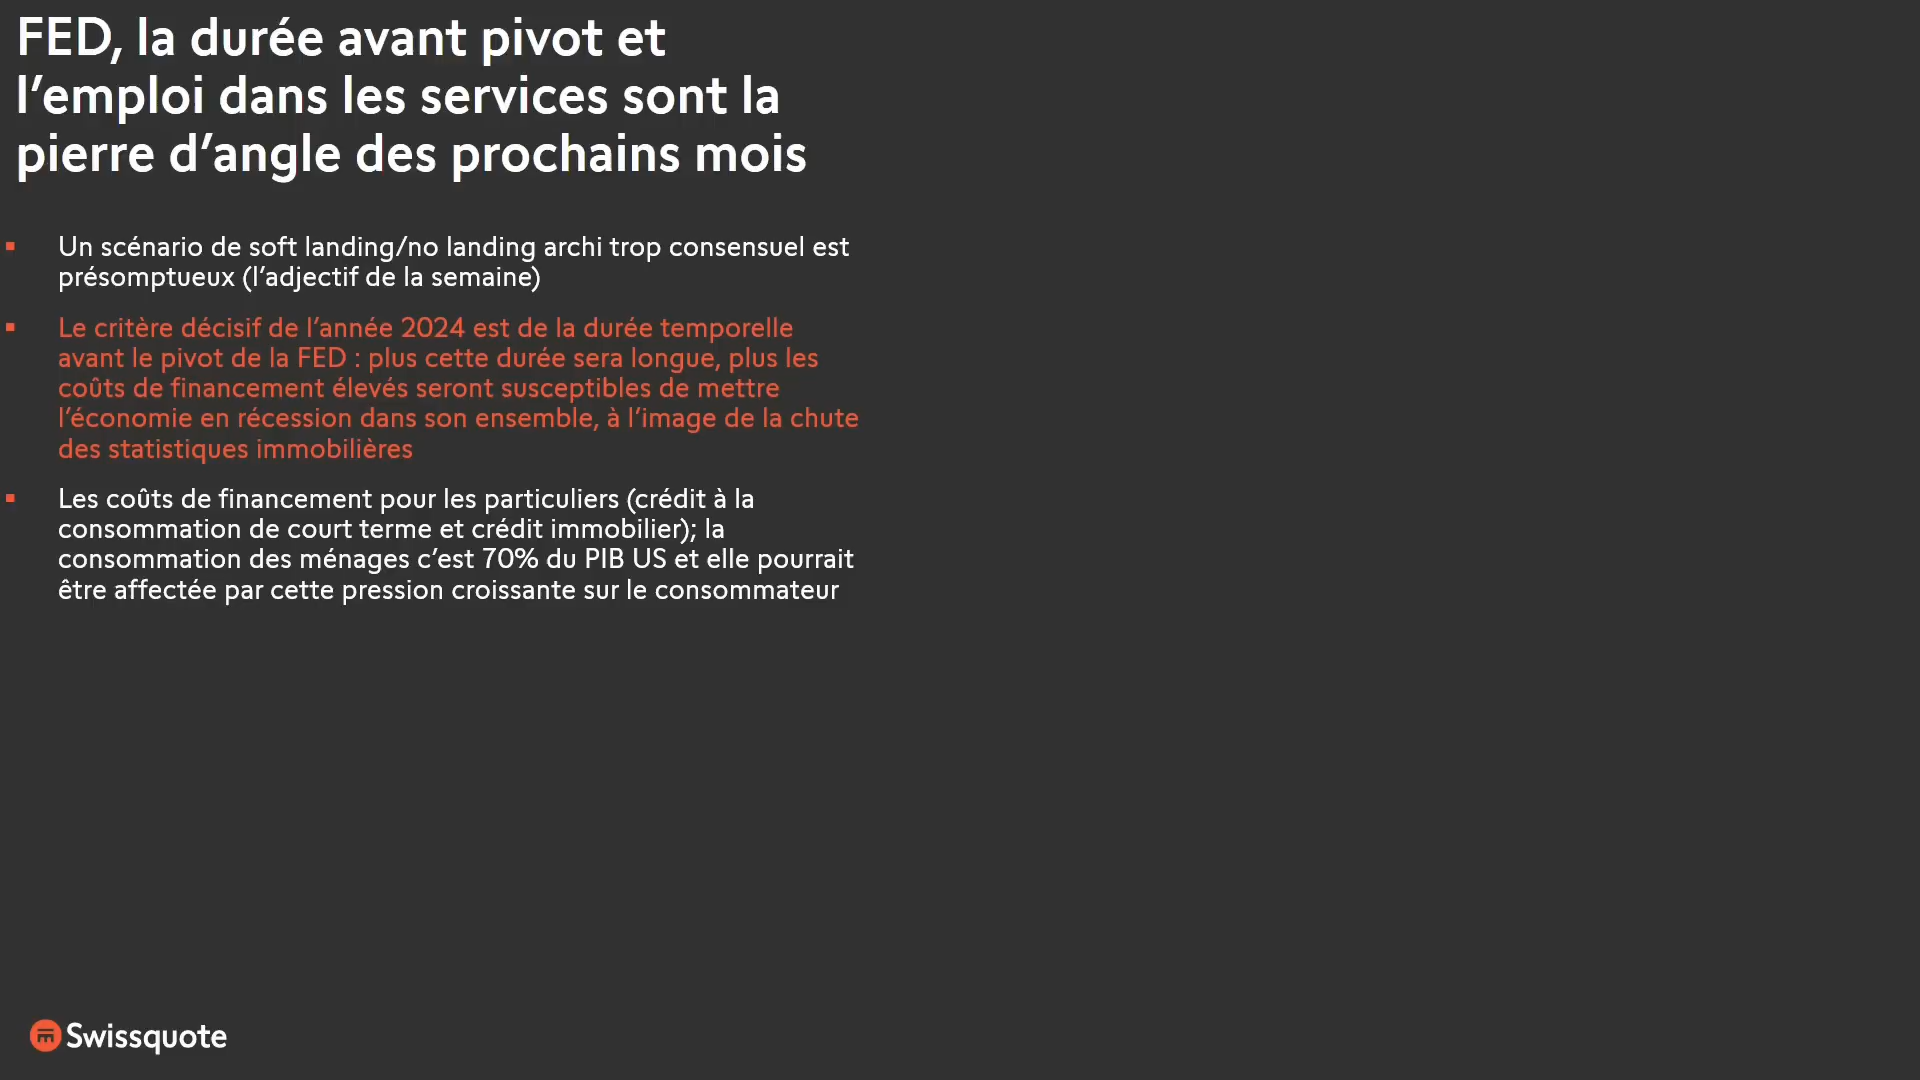 FED, la durée avant pivot et
l’emploi dans les services sont la
pierre d’angle des prochains mois
Un scénario de soft landing/no landing archi trop consensuel est
présomptueux (l’adjectif de la semaine)
Le critère décisif de l’année 2024 est de la durée temporelle
avant le pivot de la FED : plus cette durée sera longue, plus les
coûts de financement élevés seront susceptibles de mettre
l’économie en récession dans son ensemble, à l’image de la chute
des statistiques immobilières
Les coûts de financement pour les particuliers (crédit à la
consommation de court terme et crédit immobilier); la
consommation des ménages c’est 70% du PIB US et elle pourrait
être affectée par cette pression croissante sur le consommateur
Swissquote